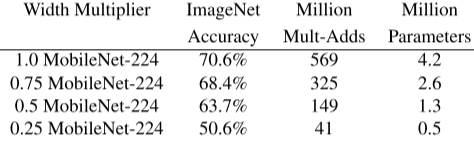 Width Multiplier ImageNet Million Million
Accuracy Mult-Adds Parameters
1.0 MobileNet-224 70.6% 569 4.2
0.75 MobileNet-224 68.4% 325 2.6
0.5 MobileNet-224 63.7% 149 1.3
0.25 MobileNet-224 50.6% 41 0.5